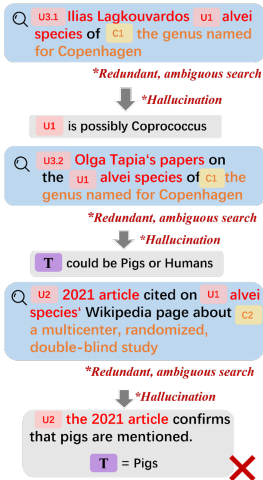 U3.1 Ilias Lagkouvardos U1 alvei
species of C1 the genus named
for Copenhagen
*Redundant, ambiguous search
*Hallucination
U1 is possibly Coprococcus
U3.2 Olga Tapia's papers on
the U1 alvei species of C1 the
genus named for Copenhagen
*Redundant, ambiguous search
*Hallucination
T could be Pigs or Humans
U2 2021 article cited on U1 alvei
species' Wikipedia page about C2
a multicenter, randomized,
double-blind study
*Redundant, ambiguous search
*Hallucination
U2 the 2021 article confirms
that pigs are mentioned.
T = Pigs